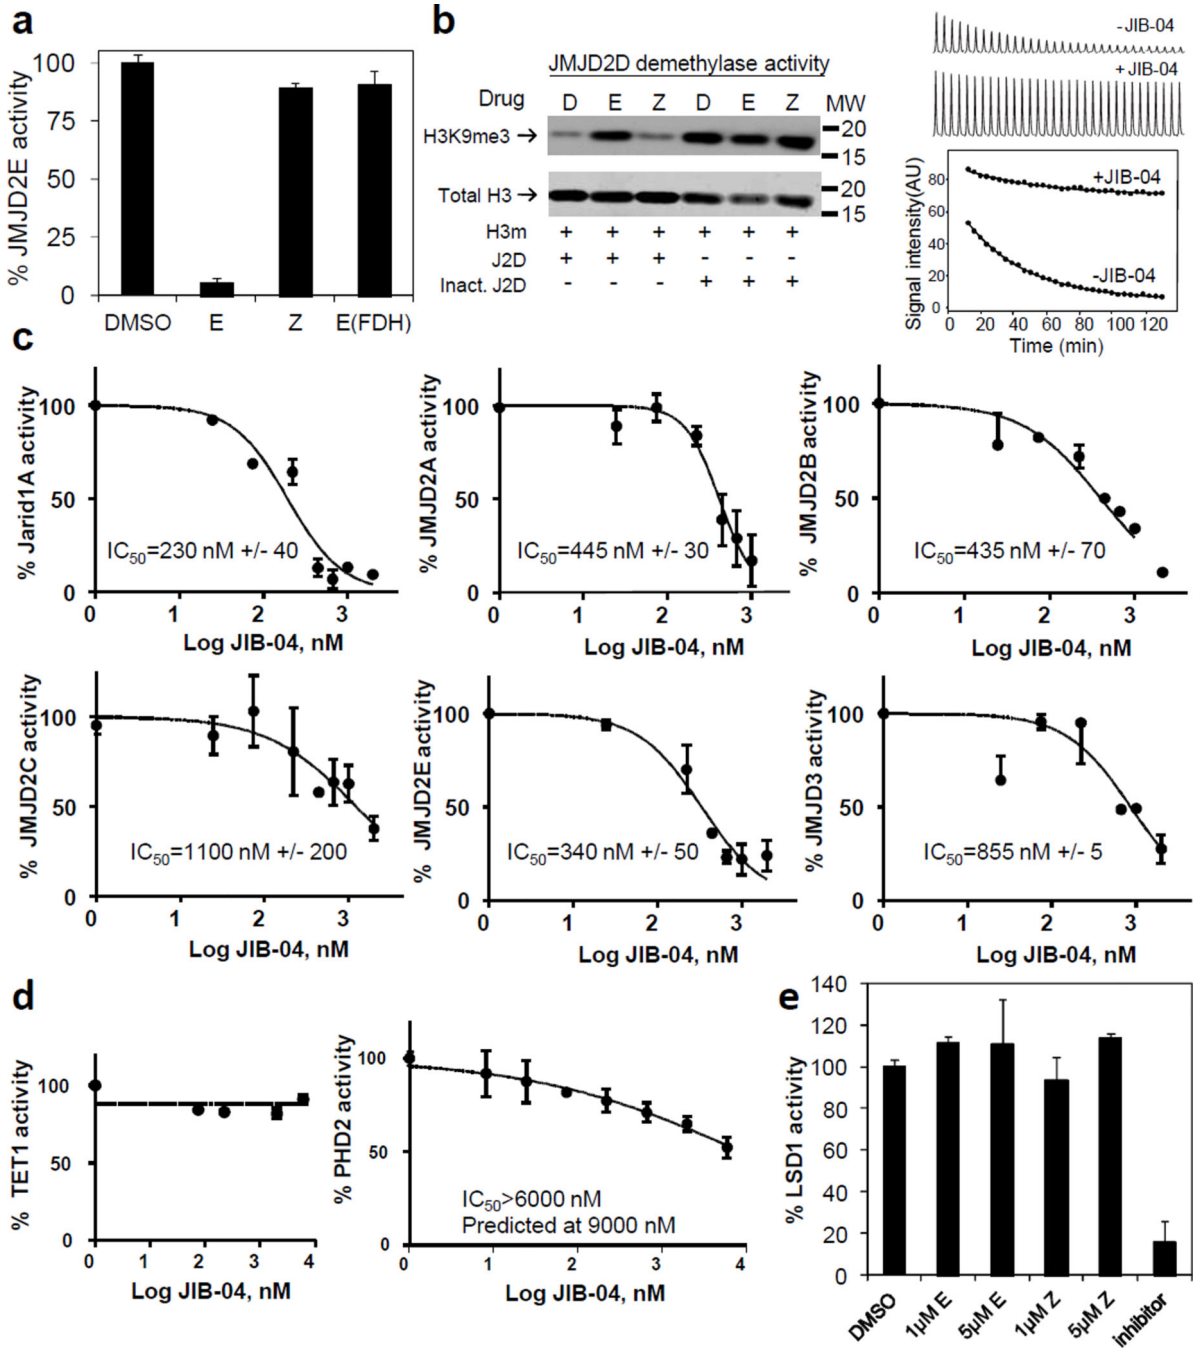 a
% JMJD2E activity
100
75
50
25
0
DMSO E Z E(FDH)
b
JMJD2D demethylase activity
Drug D E Z D E Z MW
H3K9me3 →
20
15
Total H3 →
20
15
H3m + + + + + +
J2D + + + - - -
Inact. J2D - - - + + +
-JIB-04
+JIB-04
Signal intensity(AU)
80
60
40
20
0
+JIB-04
-JIB-04
0 20 40 60 80 100 120
Time (min)
c
% Jarid1A activity
100
50
0
IC50=230 nM +/- 40
0 1 2 3
Log JIB-04, nM
% JMJD2A activity
100
50
0
IC50=445 nM +/- 30
0 1 2 3
Log JIB-04, nM
% JMJD2B activity
100
50
0
IC50=435 nM +/- 70
0 1 2 3
Log JIB-04, nM
% JMJD2C activity
100
50
0
IC50=1100 nM +/- 200
0 1 2 3
Log JIB-04, nM
% JMJD2E activity
100
50
0
IC50=340 nM +/- 50
0 1 2 3
Log JIB-04, nM
% JMJD3 activity
100
50
0
IC50=855 nM +/- 5
0 1 2 3
Log JIB-04, nM
d
% TET1 activity
100
50
0
0 1 2 3 4
Log JIB-04, nM
% PHD2 activity
100
50
0
IC50>6000 nM
Predicted at 9000 nM
0 1 2 3 4
Log JIB-04, nM
e
% LSD1 activity
140
120
100
80
60
40
20
0
DMSO 1µM E 5µM E 1µM Z 5µM Z inhibitor